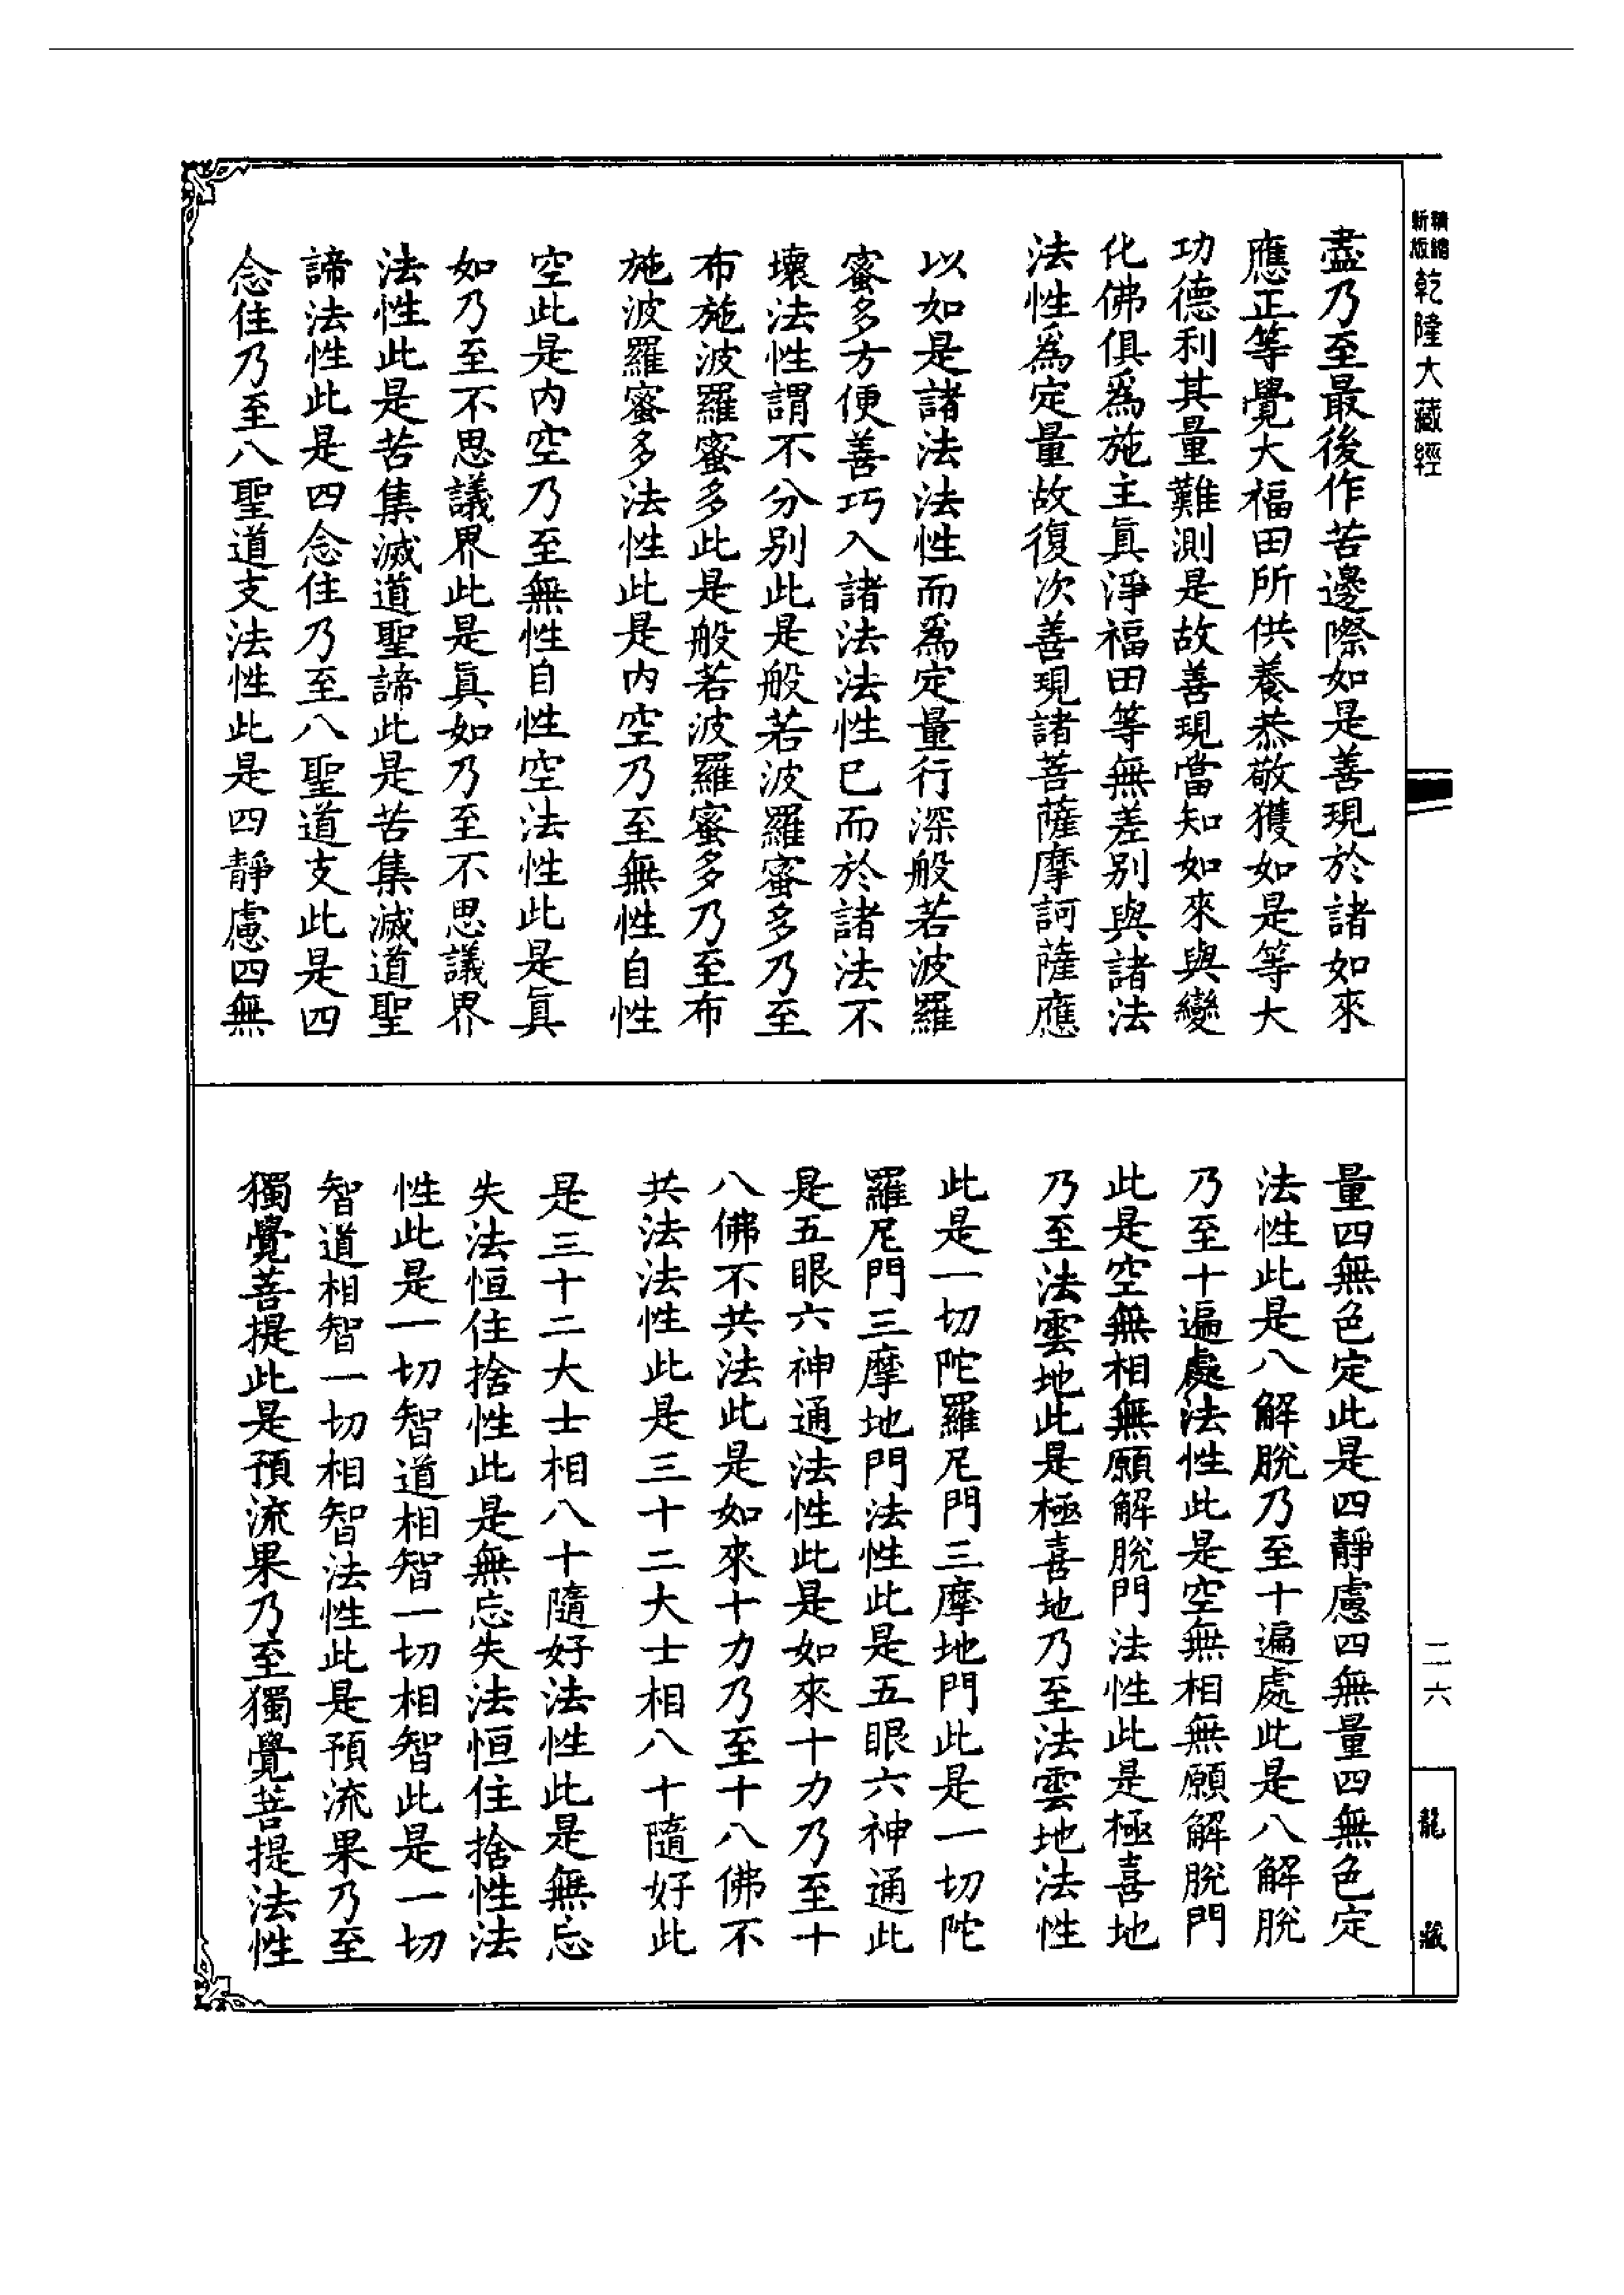 新版精縮乾隆大藏經
盡乃至最後作苦邊際如是善現於諸如來
應正等覺大福田所供養恭敬獲如是等大
功德利其量難測是故善現當知如來與變
化佛俱爲施主真淨福田等無差别與諸法
法性爲定量故復次善現諸菩薩摩訶薩應
以如是諸法法性而爲定量行深般若波羅
蜜多方便善巧入諸法法性已而於諸法不
壞法性謂不分别此是般若波羅蜜多乃至
布施波羅蜜多此是般若波羅蜜多乃至布
施波羅蜜多法性此是内空乃至無性自性
空此是内空乃至無性自性空法性此是真
如乃至不思議界此是真如乃至不思議界
法性此是苦集滅道聖諦此是苦集滅道聖
諦法性此是四念住乃至八聖道支此是四
念住乃至八聖道支法性此是四靜慮四無
量四無色定此是四靜慮四無量四無色定
法性此是八解脫乃至十遍處此是八解脫
乃至十遍處法性此是空無相無願解脫門
此是空無相無願解脫門法性此是極喜地
乃至法雲地此是極喜地乃至法雲地法性
此是一切陀羅尼門三摩地門此是一切陀
羅尼門三摩地門法性此是五眼六神通此
是五眼六神通法性此是如來十力乃至十
八佛不共法此是如來十力乃至十八佛不
共法法性此是三十二大士相八十隨好此
是三十二大士相八十隨好法性此是無忘
失法恒住捨性此是無忘失法恒住捨性法
性此是一切智道相智一切相智此是一切
智道相智一切相智法性此是預流果乃至
獨覺菩提此是預流果乃至獨覺菩提法性
二六
龍藏